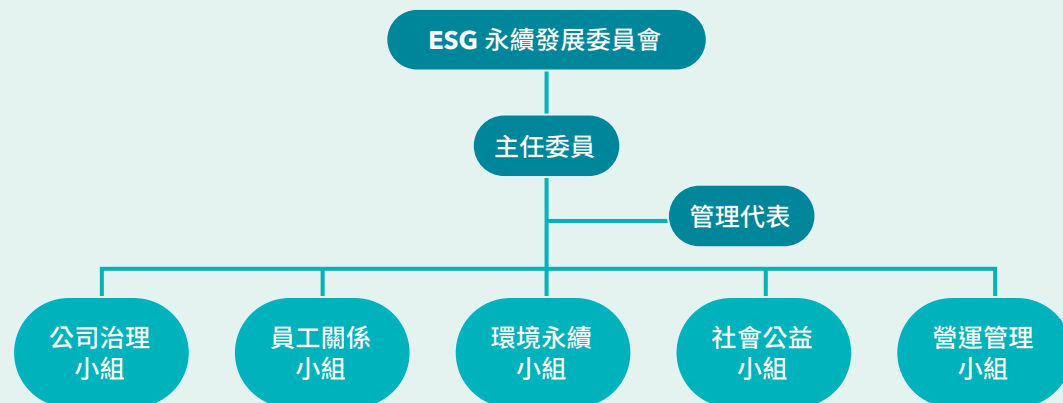 ESG 永續發展委員會
主任委員
管理代表
公司治理
小組
員工關係
小組
環境永續
小組
社會公益
小組
營運管理
小組